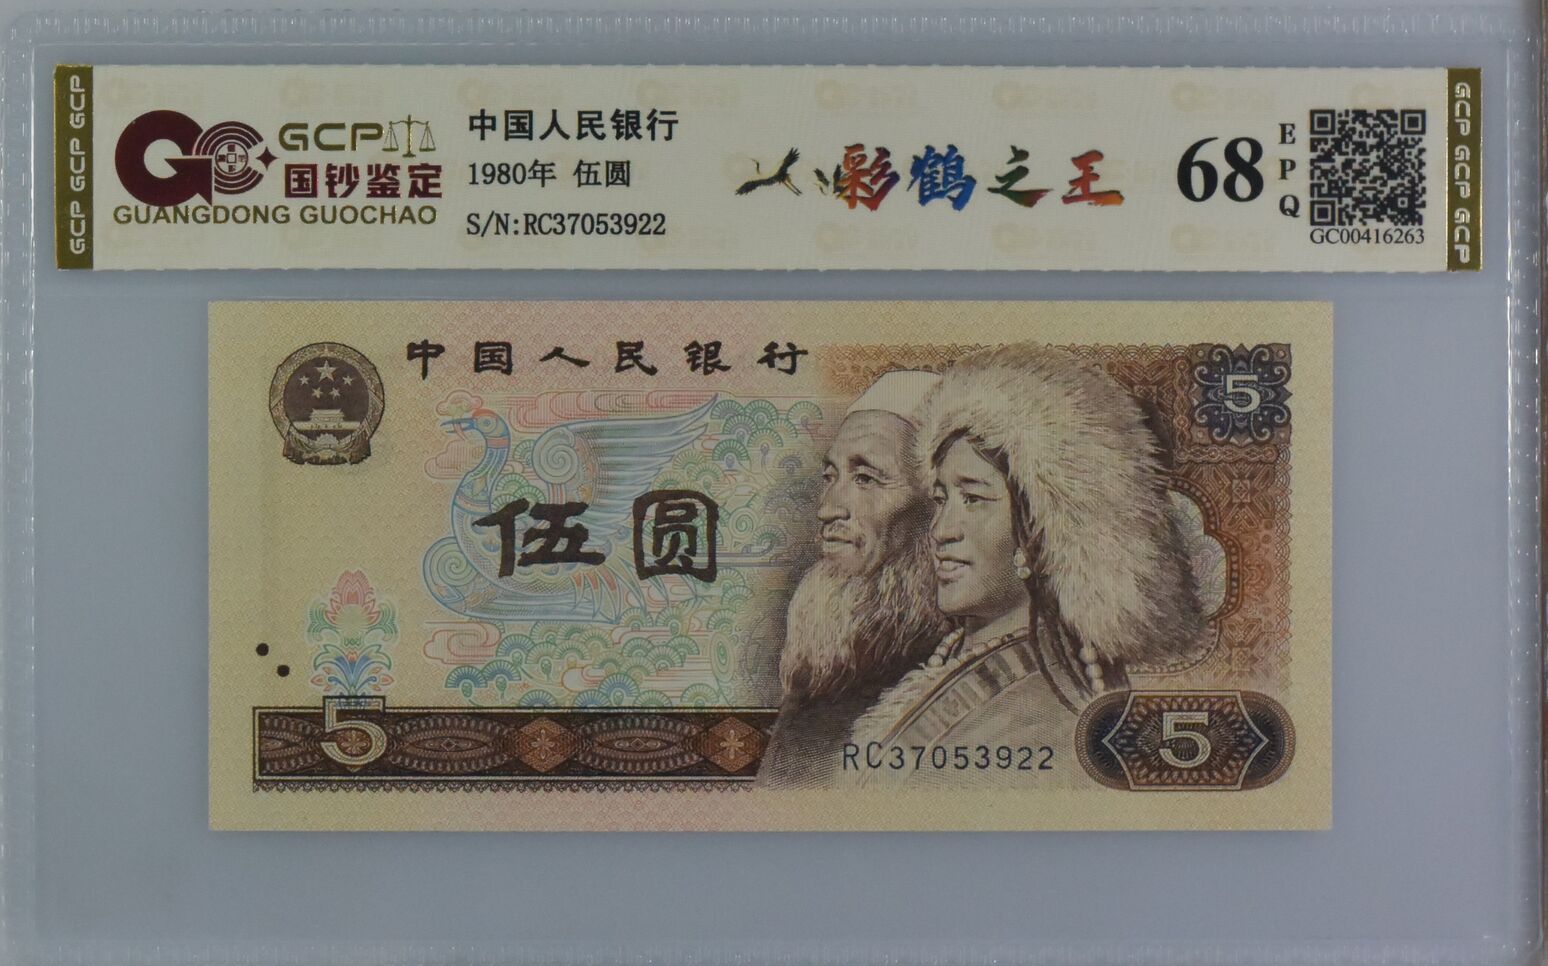 GCP GCP GCP
GCP
国钞鉴定
GUANGDONG GUOCHAO
中国人民银行
1980年 伍圆
S/N:RC37053922
彩鹤之王
68
EPQ
GC00416263
GCP GCP GCP
中国人民银行
5
伍圆
5
RC37053922
5